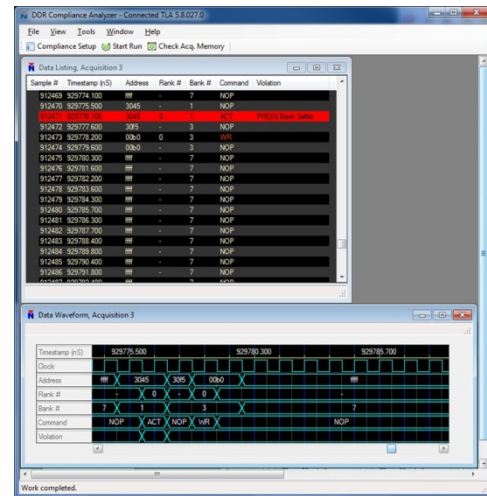 DDR Compliance Analyzer - Connected TLA 5.8.027.0
File View Tools Window Help
Compliance Setup Start Run Check Acq. Memory
Data Listing, Acquisition 3
Sample # Timestamp (nS) Address Rank # Bank # Command Violation
912469 929774.100 ffff - 7 NOP
912470 929775.500 3045 - 1 NOP
912471 929776.100 3045 0 1 ACT PRE(A) Bank Settle
912472 929777.600 30f5 - 3 NOP
912473 929778.200 00b0 0 3 WR
912474 929779.600 00b0 - 3 NOP
912475 929780.300 ffff - 7 NOP
912476 929781.600 ffff - 7 NOP
912477 929782.200 ffff - 7 NOP
912478 929783.600 ffff - 7 NOP
912479 929784.300 ffff - 7 NOP
912480 929785.700 ffff - 7 NOP
912481 929786.300 ffff - 7 NOP
912482 929787.700 ffff - 7 NOP
912483 929788.400 ffff - 7 NOP
912484 929789.800 ffff - 7 NOP
912485 929790.400 ffff - 7 NOP
912486 929791.800 ffff - 7 NOP
Data Waveform, Acquisition 3
Timestamp (nS) 929775.500 929780.300 929785.700
Clock
Address ffff 3045 30f5 00b0 ffff
Rank # - 0 - 0 -
Bank # 7 1 3 7
Command NOP ACT NOP WR NOP
Violation
Work completed.